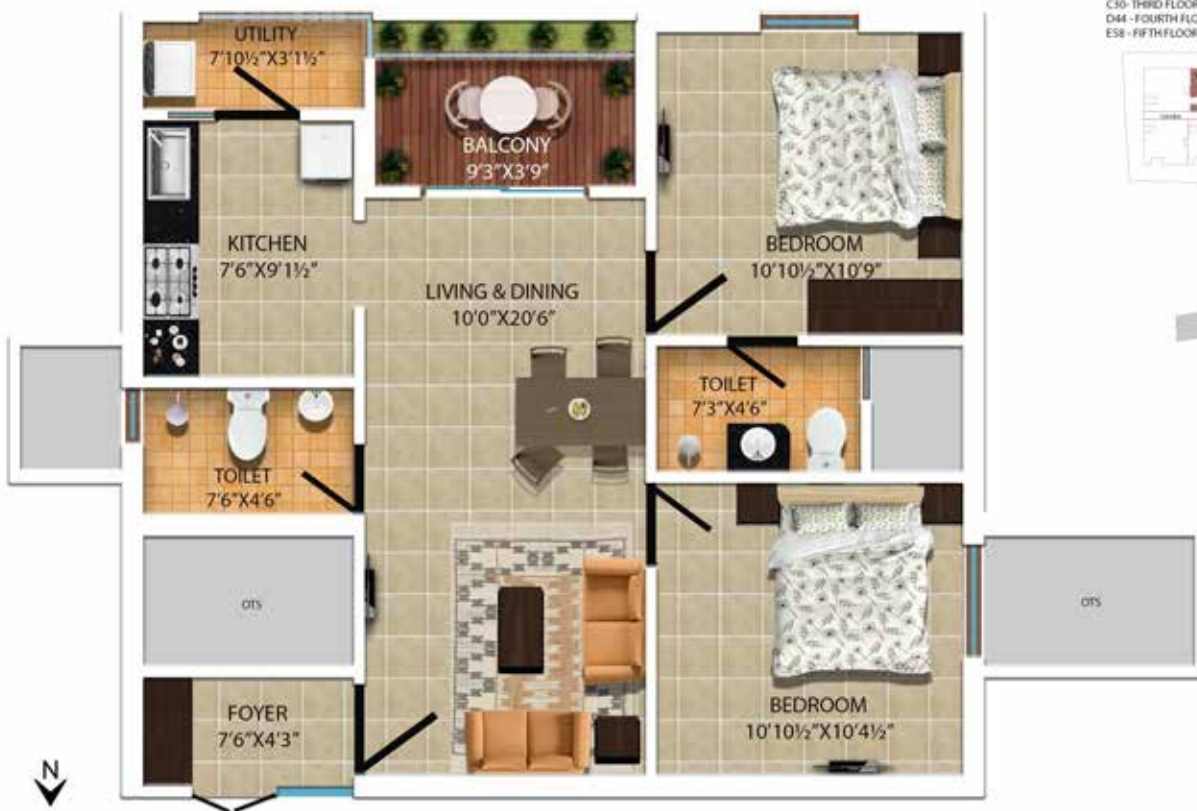 C30- THIRD FLOOR
D44 - FOURTH
E58 - FIFTH FLOOR
UTILITY
7'10½"X3'1½"
BALCONY
9'3"X3'9"
KITCHEN
7'6"X9'1½"
BEDROOM
10'10½"X10'9"
LIVING & DINING
10'0"X20'6"
TOILET
7'3"X4'6"
TOILET
7'6"X4'6"
OTS
OTS
FOYER
7'6"X4'3"
BEDROOM
10'10½"X10'4½"
N